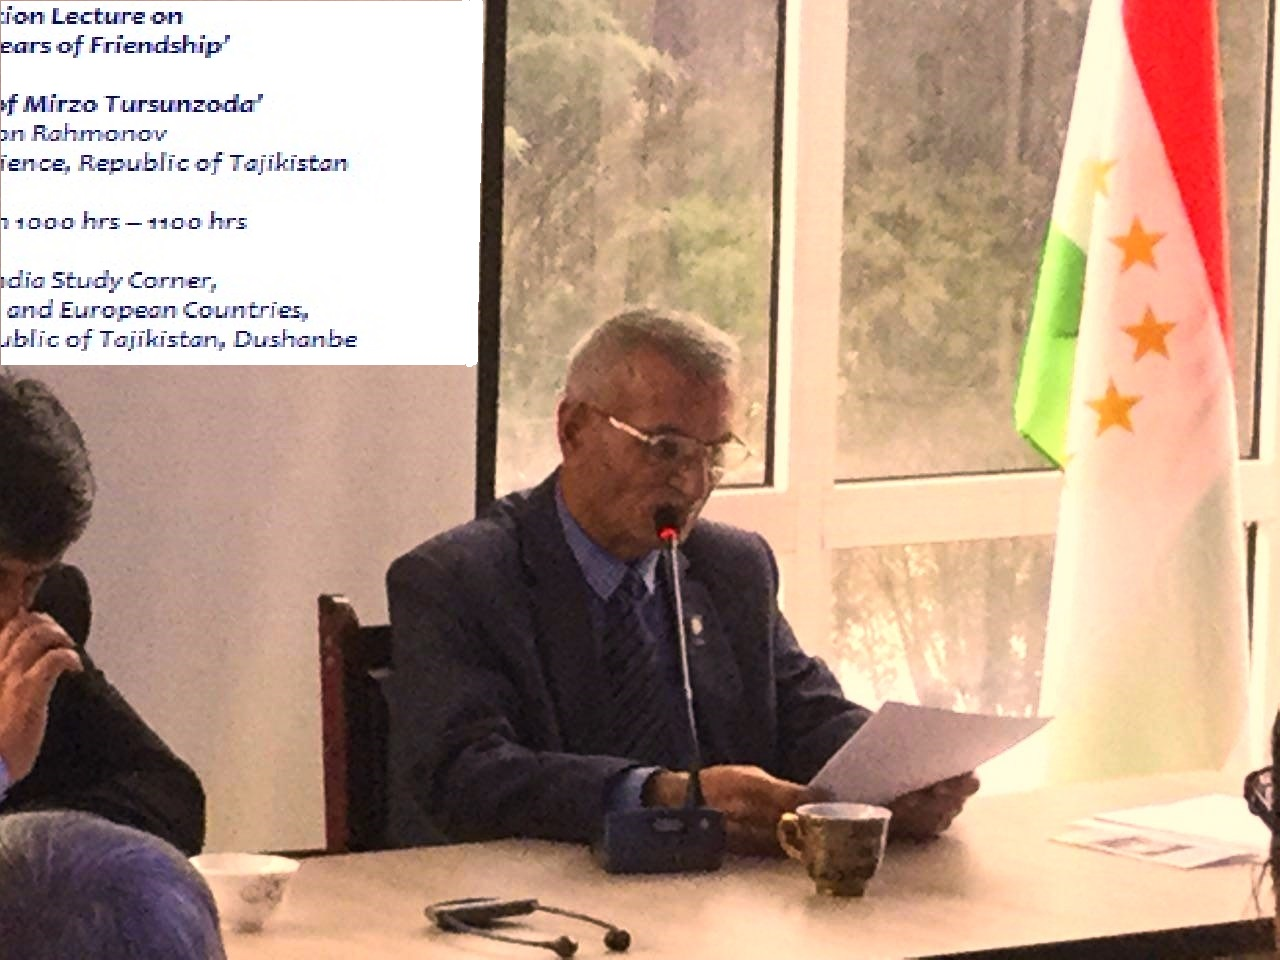 tion Lecture on
ears of Friendship'
of Mirzo Tursunzoda'
on Rahmonov
ience, Republic of Tajikistan
n 1000 hrs – 1100 hrs
ndia Study Corner,
and European Countries,
ublic of Tajikistan, Dushanbe